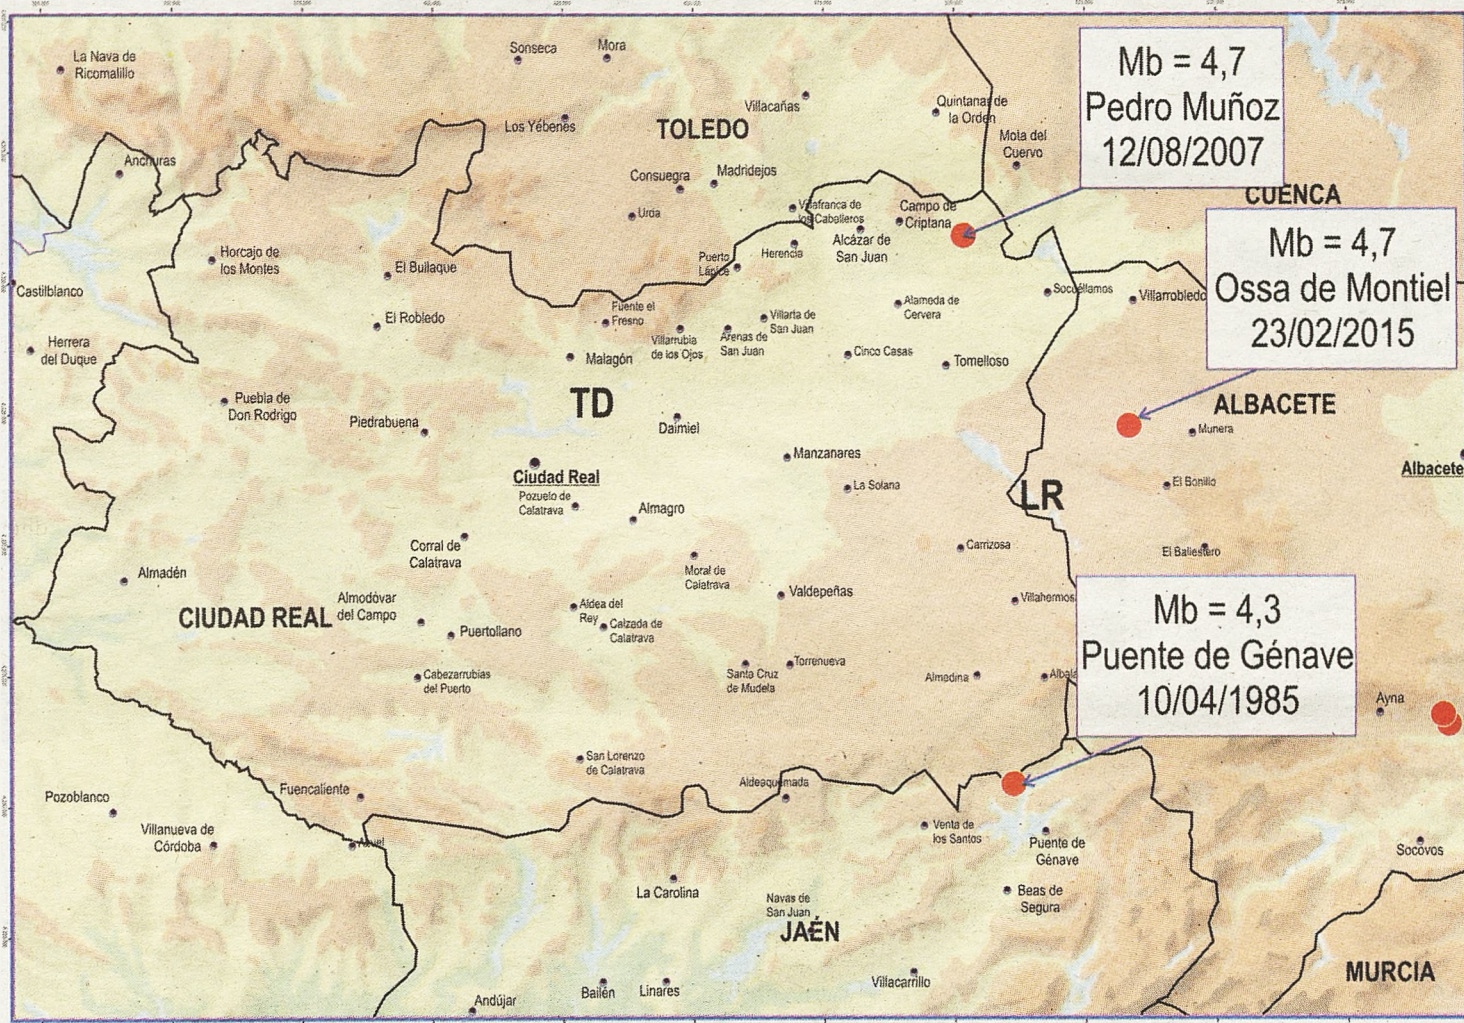 La Nava de
Ricomalillo
Sonseca
Mora
Mb = 4,7
Pedro Muñoz
12/08/2007
Villacañas
Quintanar de
la Orden
Los Yébenes
TOLEDO
Mota del
Cuervo
Anchuras
Consuegra
Madridejos
CUENCA
Urda
Villafranca de
los Caballeros
Campo de
Criptana
Mb = 4,7
Ossa de Montiel
23/02/2015
Alcázar de
San Juan
Horcajo de
los Montes
El Bullaque
Puerto
Lápice
Herencia
Castilblanco
Socuéllamos
Villarrobledo
Alameda de
Cervera
Fuente el
Fresno
El Robledo
Villarta de
San Juan
Villarrubia
de los Ojos
Arenas de
San Juan
Herrera
del Duque
Malagón
Cinco Casas
Tomelloso
Puebla de
Don Rodrigo
TD
ALBACETE
Piedrabuena
Daimiel
Munera
Manzanares
Albacete
Ciudad Real
La Solana
El Bonillo
LR
Pozuelo de
Calatrava
Almagro
Corral de
Calatrava
Carrizosa
El Ballestero
Almadén
Moral de
Calatrava
Valdepeñas
Villahermos
Mb = 4,3
Puente de Génave
10/04/1985
CIUDAD REAL
Almodóvar
del Campo
Aldea del
Rey
Calzada de
Calatrava
Puertollano
Cabezarrubias
del Puerto
Santa Cruz
de Mudela
Torrenueva
Almedina
Albala
Ayna
San Lorenzo
de Calatrava
Fuencaliente
Aldeaquemada
Pozoblanco
Villanueva de
Córdoba
Azuel
Venta de
los Santos
Puente de
Génave
Socovos
La Carolina
Beas de
Segura
Navas de
San Juan
JAÉN
MURCIA
Villacarrillo
Andújar
Bailén
Linares